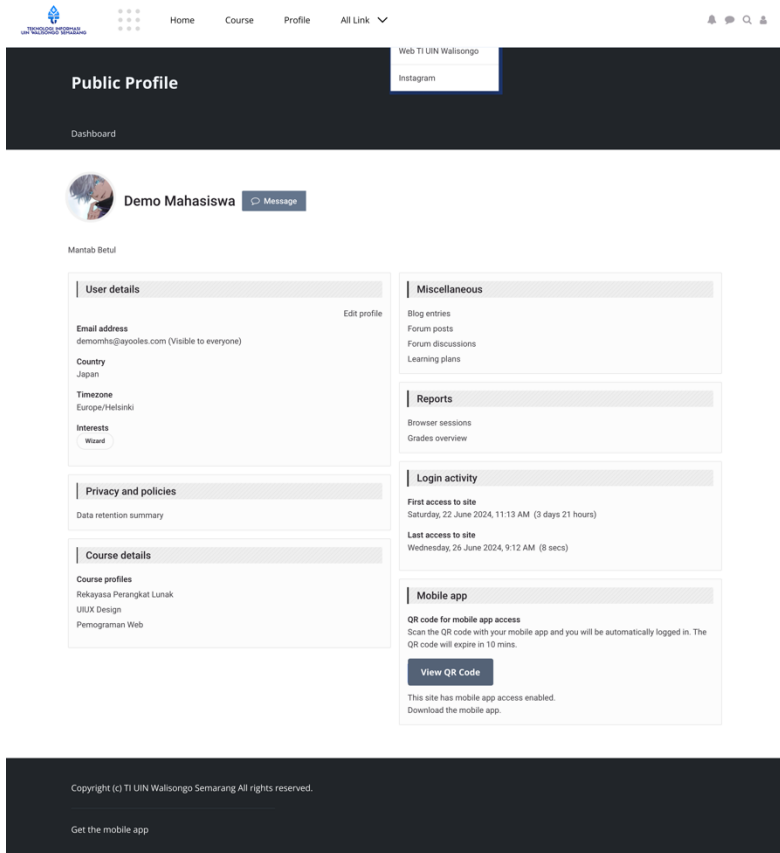 TEKNOLOGI INFORMASI
UIN WALISONGO SEMARANG
Home
Course
Profile
All Link
Web TI UIN Walisongo
Instagram
Public Profile
Dashboard
Demo Mahasiswa
Message
Mantab Betul
User details
Edit profile
Email address
demomhs@ayooles.com (Visible to everyone)
Country
Japan
Timezone
Europe/Helsinki
Interests
Wizard
Privacy and policies
Data retention summary
Course details
Course profiles
Rekayasa Perangkat Lunak
UIUX Design
Pemograman Web
Miscellaneous
Blog entries
Forum posts
Forum discussions
Learning plans
Reports
Browser sessions
Grades overview
Login activity
First access to site
Saturday, 22 June 2024, 11:13 AM (3 days 21 hours)
Last access to site
Wednesday, 26 June 2024, 9:12 AM (8 secs)
Mobile app
QR code for mobile app access
Scan the QR code with your mobile app and you will be automatically logged in. The
QR code will expire in 10 mins.
View QR Code
This site has mobile app access enabled.
Download the mobile app.
Copyright (c) TI UIN Walisongo Semarang All rights reserved.
Get the mobile app